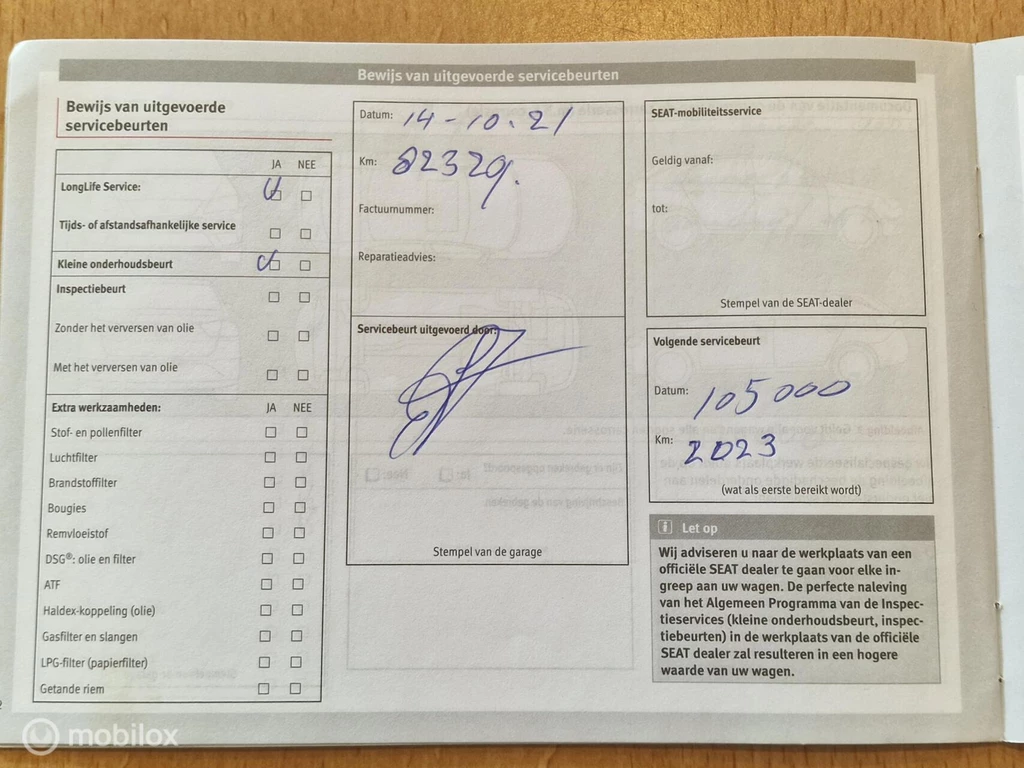 Bewijs van uitgevoerde servicebeurten
Bewijs van uitgevoerde
servicebeurten
JA NEE
LongLife Service:
Tijds- of afstandsafhankelijke service
Kleine onderhoudsbeurt
Inspectiebeurt
Zonder het verversen van olie
Met het verversen van olie
Extra werkzaamheden: JA NEE
Stof- en pollenfilter
Luchtfilter
Brandstoffilter
Bougies
Remvloeistof
DSG®: olie en filter
ATF
Haldex-koppeling (olie)
Gasfilter en slangen
LPG-filter (papierfilter)
Getande riem
Datum: 14-10-21
Km: 82329.
Factuurnummer:
Reparatieadvies:
Servicebeurt uitgevoerd door:
Stempel van de garage
SEAT-mobiliteitsservice
Geldig vanaf:
tot:
Stempel van de SEAT-dealer
Volgende servicebeurt
Datum: 105000
Km: 2023
(wat als eerste bereikt wordt)
i Let op
Wij adviseren u naar de werkplaats van een
officiële SEAT dealer te gaan voor elke in-
greep aan uw wagen. De perfecte naleving
van het Algemeen Programma van de Inspec-
tieservices (kleine onderhoudsbeurt, inspec-
tiebeurten) in de werkplaats van de officiële
SEAT dealer zal resulteren in een hogere
waarde van uw wagen.
mobilox